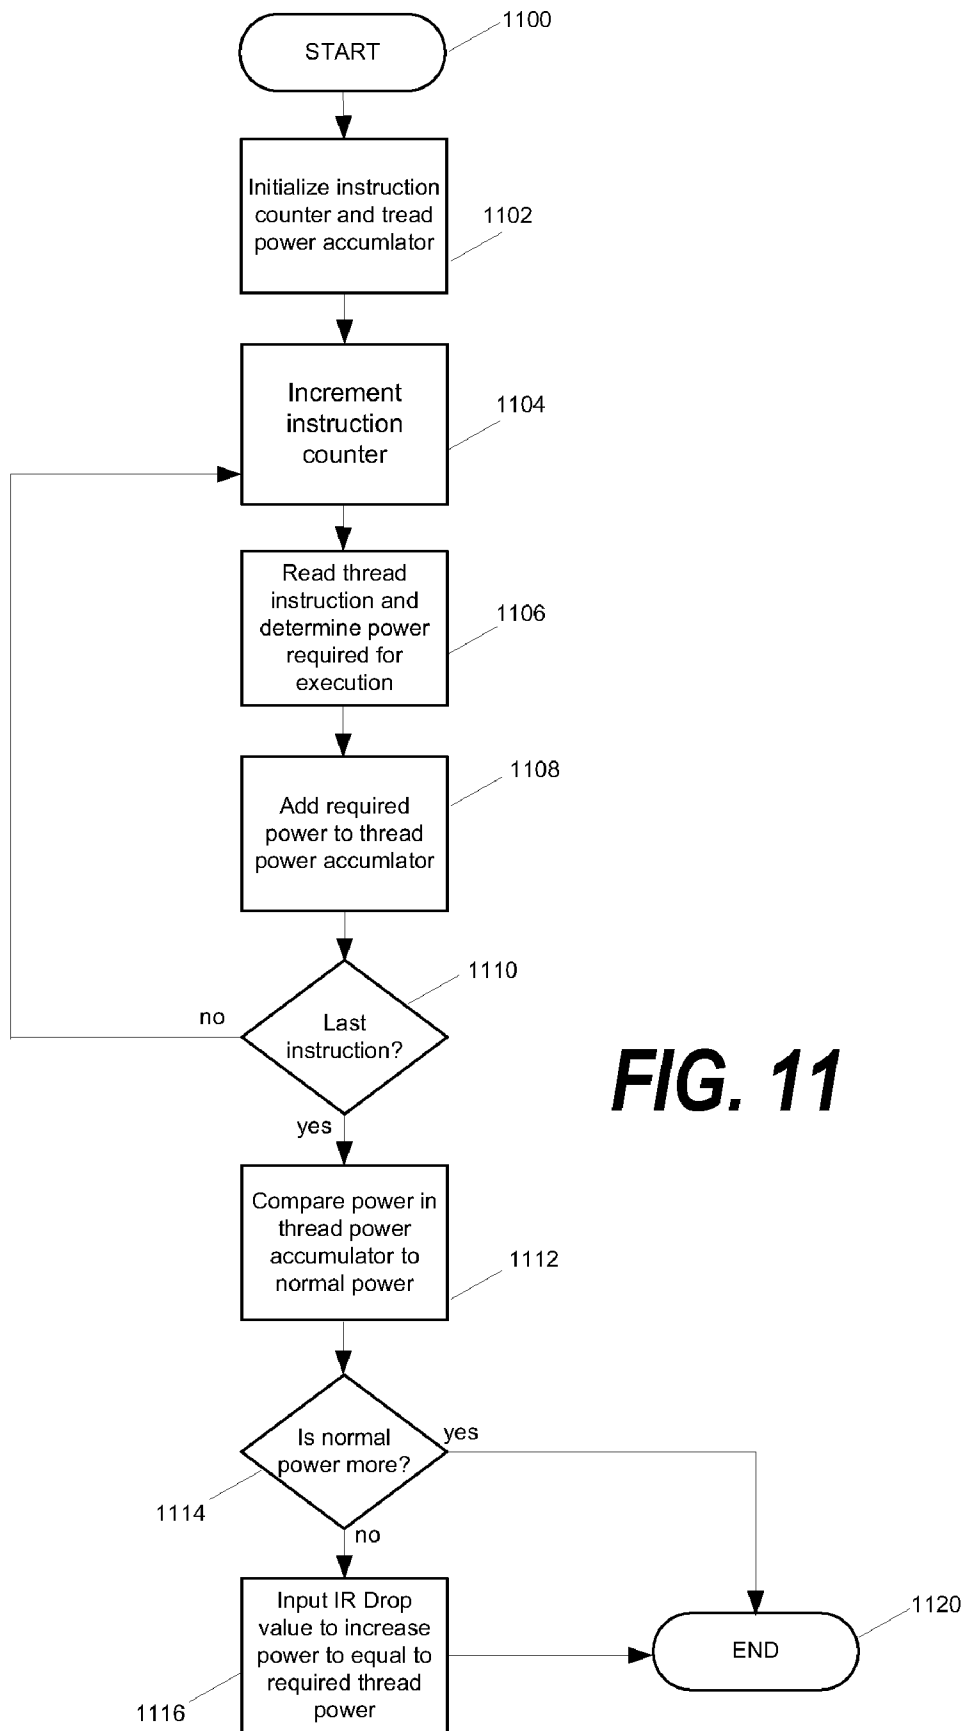 START
1100
Initialize instruction
counter and tread
power accumlator
1102
Increment
instruction
counter
1104
Read thread
instruction and
determine power
required for
execution
1106
Add required
power to thread
power accumlator
1108
Last
instruction?
1110
no
yes
FIG. 11
Compare power in
thread power
accumulator to
normal power
1112
Is normal
power more?
yes
1114
no
Input IR Drop
value to increase
power to equal to
required thread
power
1116
END
1120